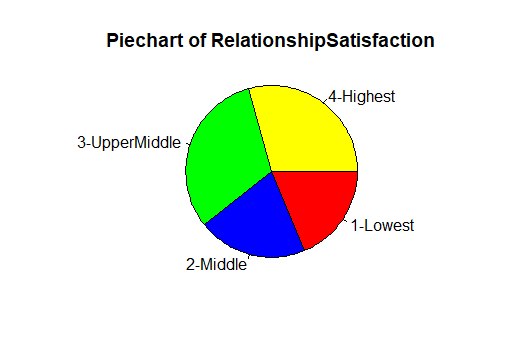 Piechart of RelationshipSatisfaction
4-Highest
3-UpperMiddle
1-Lowest
2-Middle